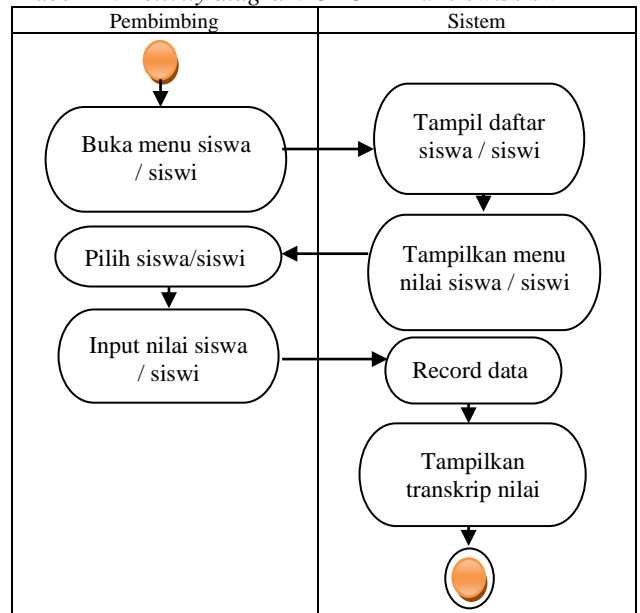 Pembimbing
Sistem
Buka menu siswa
/ siswi
Tampil daftar
siswa / siswi
Tampilkan menu
nilai siswa / siswi
Pilih siswa/siswi
Input nilai siswa
/ siswi
Record data
Tampilkan
transkrip nilai